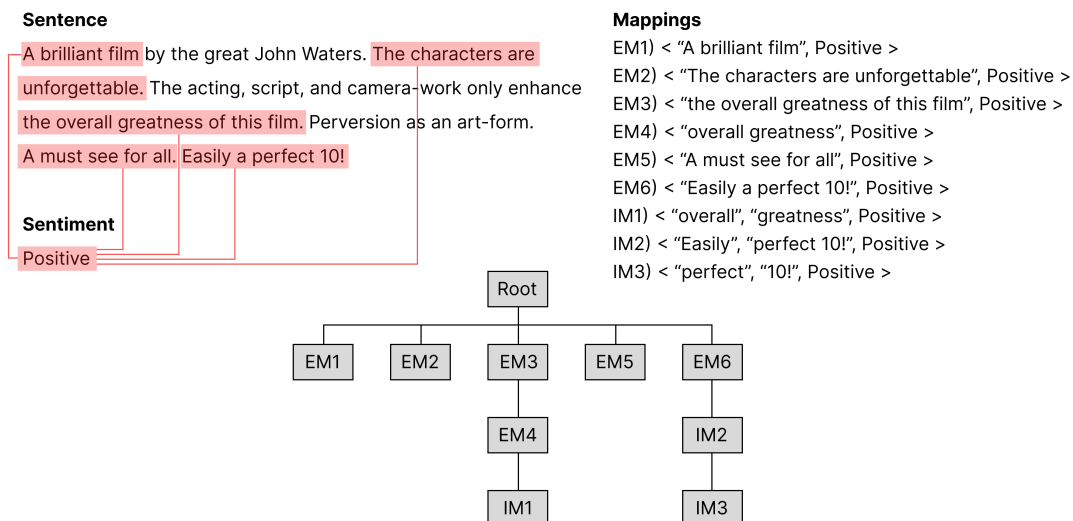 Sentence
A brilliant film by the great John Waters. The characters are
unforgettable. The acting, script, and camera-work only enhance
the overall greatness of this film. Perversion as an art-form.
A must see for all. Easily a perfect 10!
Sentiment
Positive
Mappings
EM1) < “A brilliant film”, Positive >
EM2) < “The characters are unforgettable”, Positive >
EM3) < “the overall greatness of this film”, Positive >
EM4) < “overall greatness”, Positive >
EM5) < “A must see for all”, Positive >
EM6) < “Easily a perfect 10!”, Positive >
IM1) < “overall”, “greatness”, Positive >
IM2) < “Easily”, “perfect 10!”, Positive >
IM3) < “perfect”, “10!”, Positive >
Root
EM1 EM2 EM3 EM5 EM6
EM4 IM2
IM1 IM3